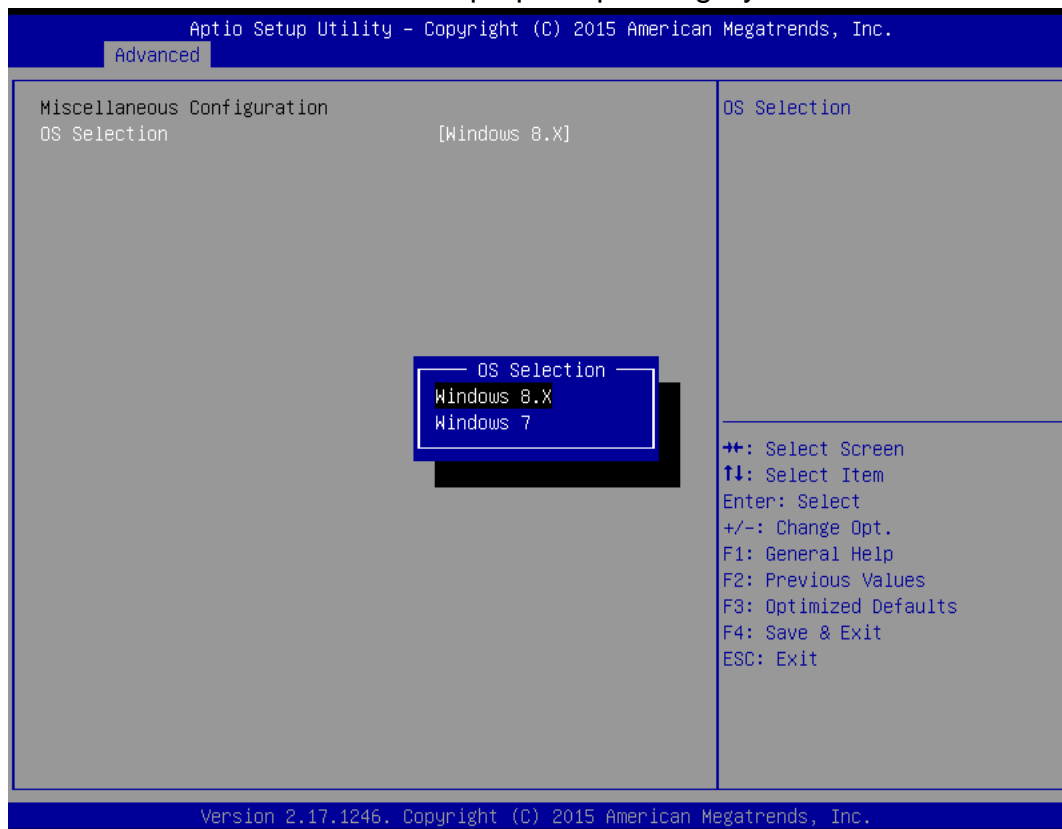 Aptio Setup Utility – Copyright (C) 2015 American Megatrends, Inc.
Advanced
Miscellaneous Configuration
OS Selection [Windows 8.X]
OS Selection
OS Selection
Windows 8.X
Windows 7
→←: Select Screen
↑↓: Select Item
Enter: Select
+/-: Change Opt.
F1: General Help
F2: Previous Values
F3: Optimized Defaults
F4: Save & Exit
ESC: Exit
Version 2.17.1246. Copyright (C) 2015 American Megatrends, Inc.